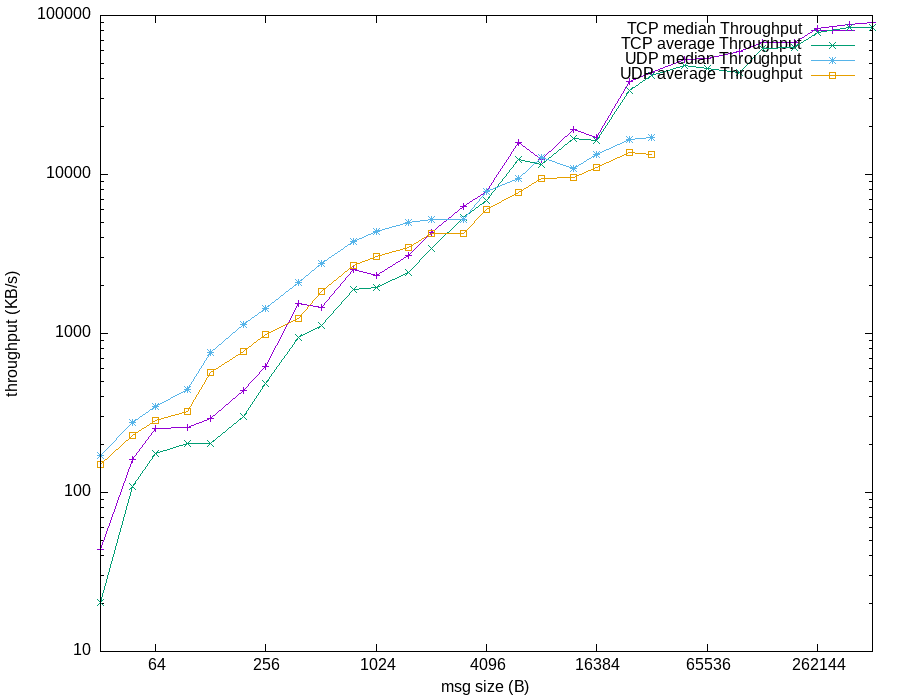 100000
10000
1000
100
10
throughput (KB/s)
TCP median Throughput
TCP average Throughput
UDP median Throughput
UDP average Throughput
64 256 1024 4096 16384 65536 262144
msg size (B)